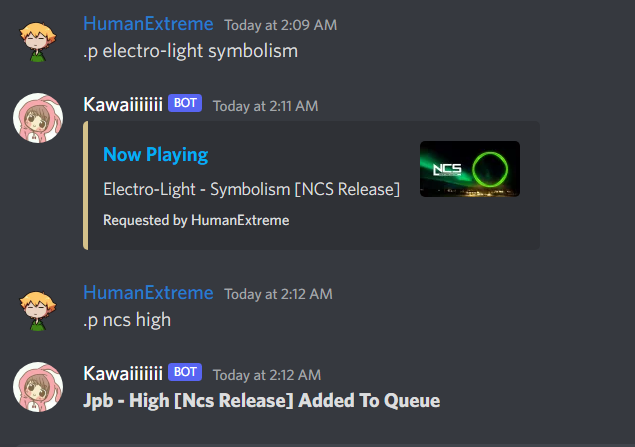 HumanExtreme Today at 2:09 AM
.p electro-light symbolism
Kawaiiiiiii BOT Today at 2:11 AM
Now Playing
NCS
Electro-Light - Symbolism [NCS Release]
Requested by HumanExtreme
HumanExtreme Today at 2:12 AM
.p ncs high
Kawaiiiiiii BOT Today at 2:12 AM
Jpb - High [Ncs Release] Added To Queue